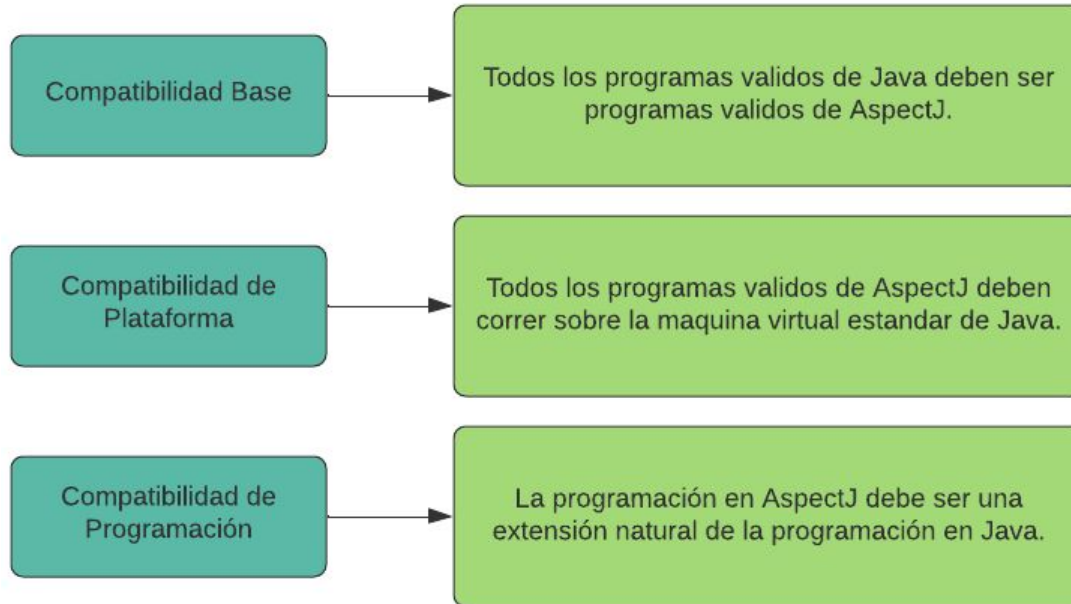 Compatibilidad Base
Todos los programas validos de Java deben ser
programas validos de AspectJ.
Compatibilidad de
Plataforma
Todos los programas validos de AspectJ deben
correr sobre la maquina virtual estandar de Java.
Compatibilidad de
Programación
La programación en AspectJ debe ser una
extensión natural de la programación en Java.